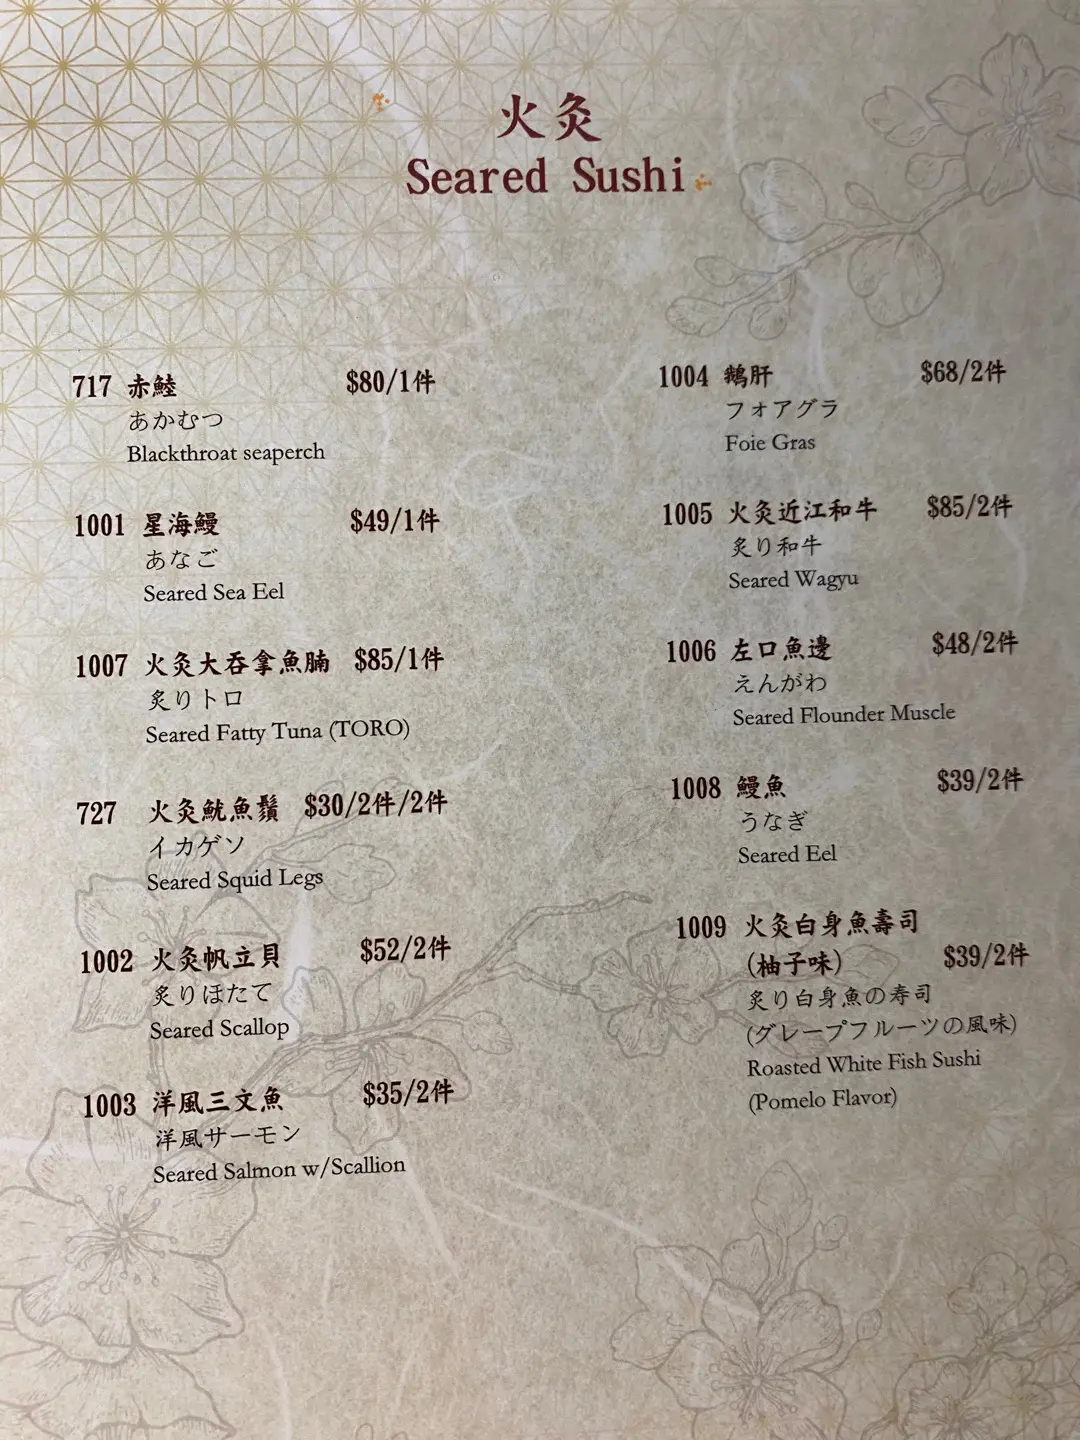 火炙
Seared Sushi
717 赤鯥 $80/1件
あかむつ
Blackthroat seaperch
1001 星海鰻 $49/1件
あなご
Seared Sea Eel
1007 火炙大吞拿魚腩 $85/1件
炙りトロ
Seared Fatty Tuna (TORO)
727 火炙魷魚鬚 $30/2件/2件
イカゲソ
Seared Squid Legs
1002 火炙帆立貝 $52/2件
炙りほたて
Seared Scallop
1003 洋風三文魚 $35/2件
洋風サーモン
Seared Salmon w/Scallion
1004 鵝肝 $68/2件
フォアグラ
Foie Gras
1005 火炙近江和牛 $85/2件
炙り和牛
Seared Wagyu
1006 左口魚邊 $48/2件
えんがわ
Seared Flounder Muscle
1008 鰻魚 $39/2件
うなぎ
Seared Eel
1009 火炙白身魚壽司
(柚子味) $39/2件
炙り白身魚の寿司
(グレープフルーツの風味)
Roasted White Fish Sushi
(Pomelo Flavor)